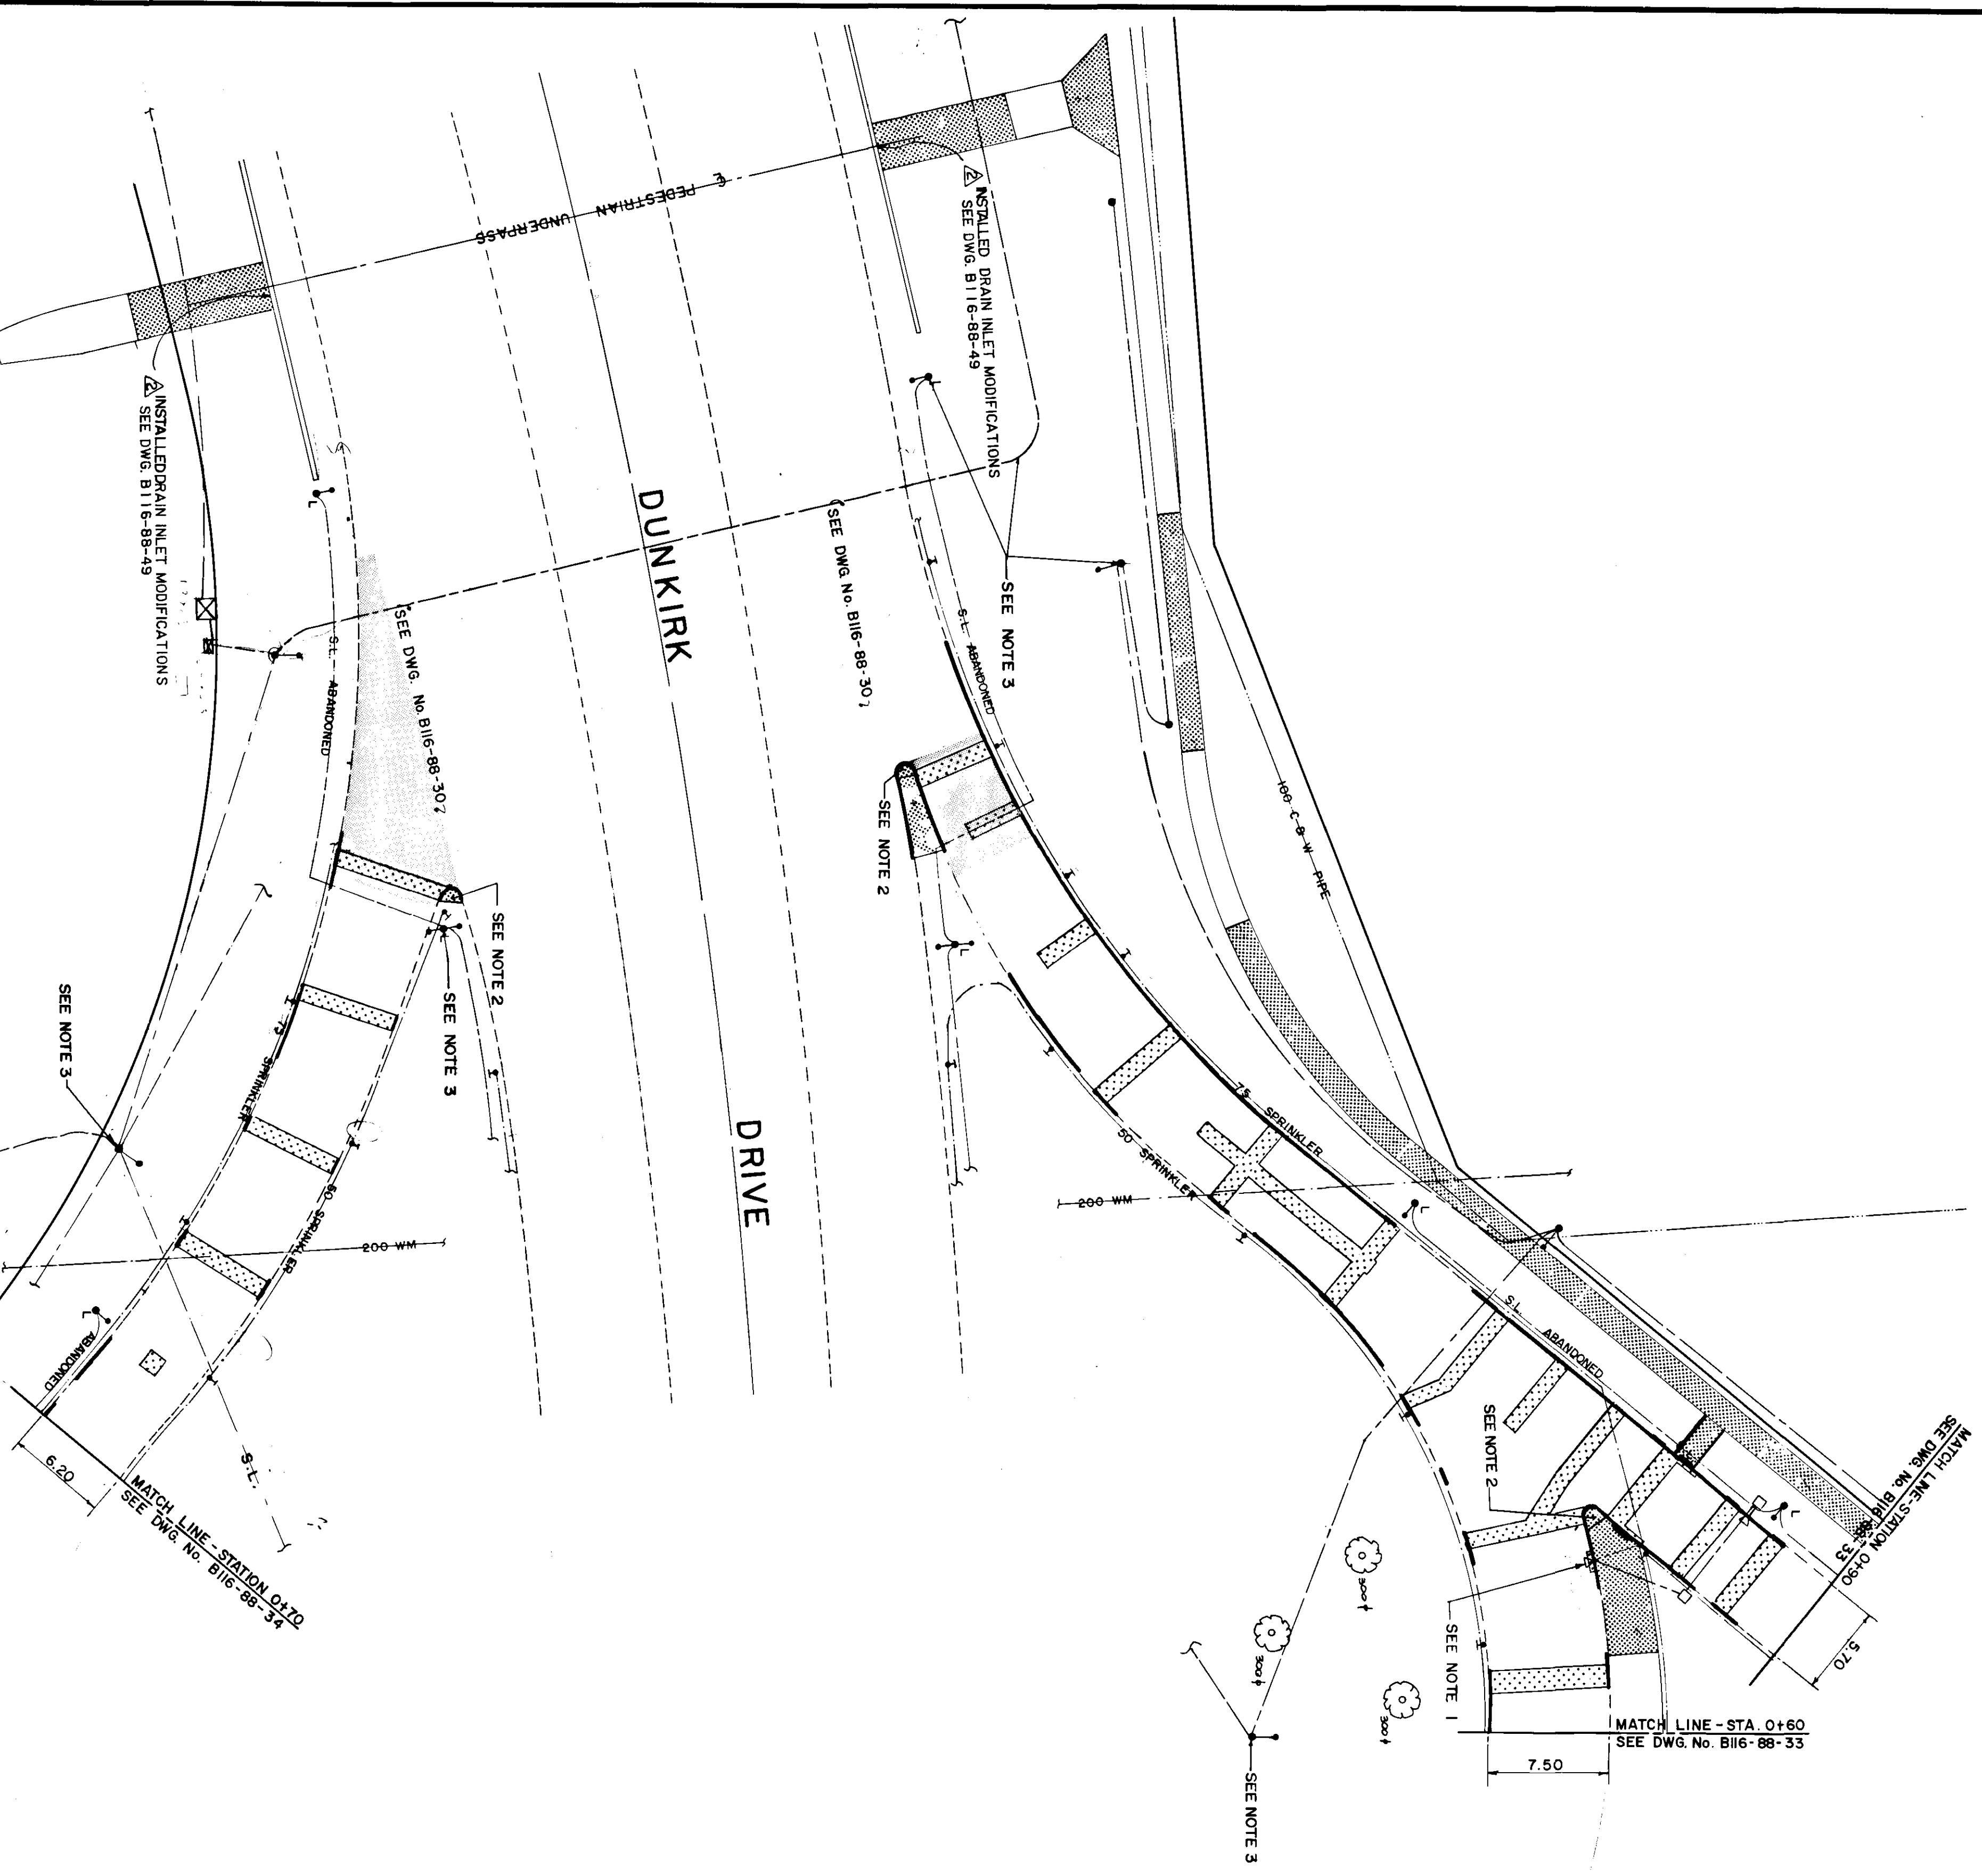 ℄ PEDESTRIAN UNDERPASS
2 INSTALLED DRAIN INLET MODIFICATIONS
SEE DWG. B116-88-49
2 INSTALLED DRAIN INLET MODIFICATIONS
SEE DWG. B116-88-49
DUNKIRK
DRIVE
(SEE DWG. No. B116-88-30)
(SEE DWG. No. B116-88-30)
SEE NOTE 3
S.L. ABANDONED
S.L. ABANDONED
L
L
SEE NOTE 2
SEE NOTE 2
SEE NOTE 3
L
100 C & W PIPE
SEE NOTE 3
75
SPRINKLER
50 SPRINKLER
200 WM
75
SPRINKLER
50 SPRINKLER
200 WM
L
L
ABANDONED
S.L.
ABANDONED
S.L.
6.20
MATCH LINE - STATION 0+70
SEE DWG. No. B116-88-34
SEE NOTE 2
L
MATCH LINE - STATION 0+90
SEE DWG. No. B116-88-33
5.70
300 ϕ
300 ϕ
300 ϕ
SEE NOTE 1
MATCH LINE - STA. 0+60
SEE DWG. No. B116-88-33
7.50
SEE NOTE 3